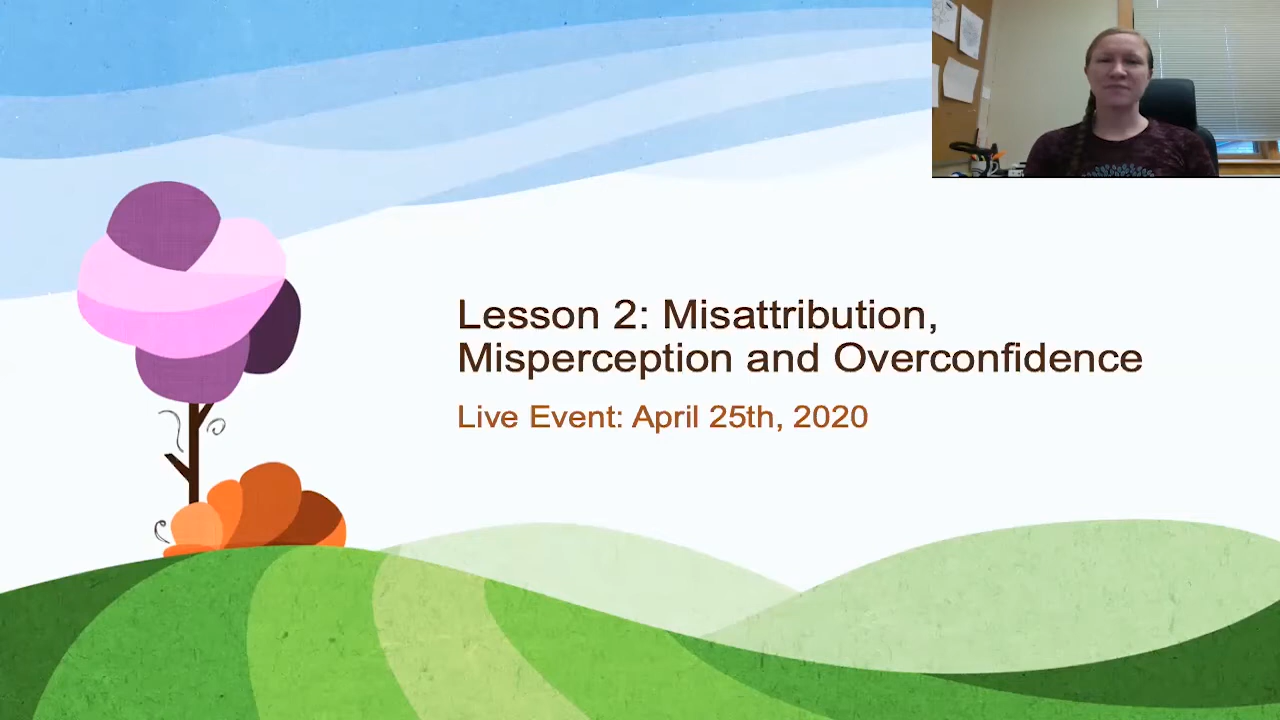 Lesson 2: Misattribution,
Misperception and Overconfidence
Live Event: April 25th, 2020